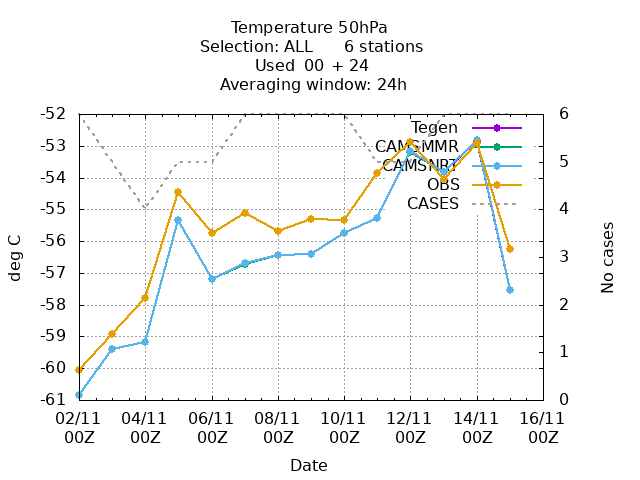 Temperature 50hPa
Selection: ALL 6 stations
Used 00 + 24
Averaging window: 24h
-52
-53
-54
-55
-56
-57
-58
-59
-60
-61
deg C
6
5
4
3
2
1
0
No cases
Tegen
CAMSMMR
CAMSNRT
OBS
CASES
02/11 04/11 06/11 08/11 10/11 12/11 14/11 16/11
00Z 00Z 00Z 00Z 00Z 00Z 00Z 00Z
Date